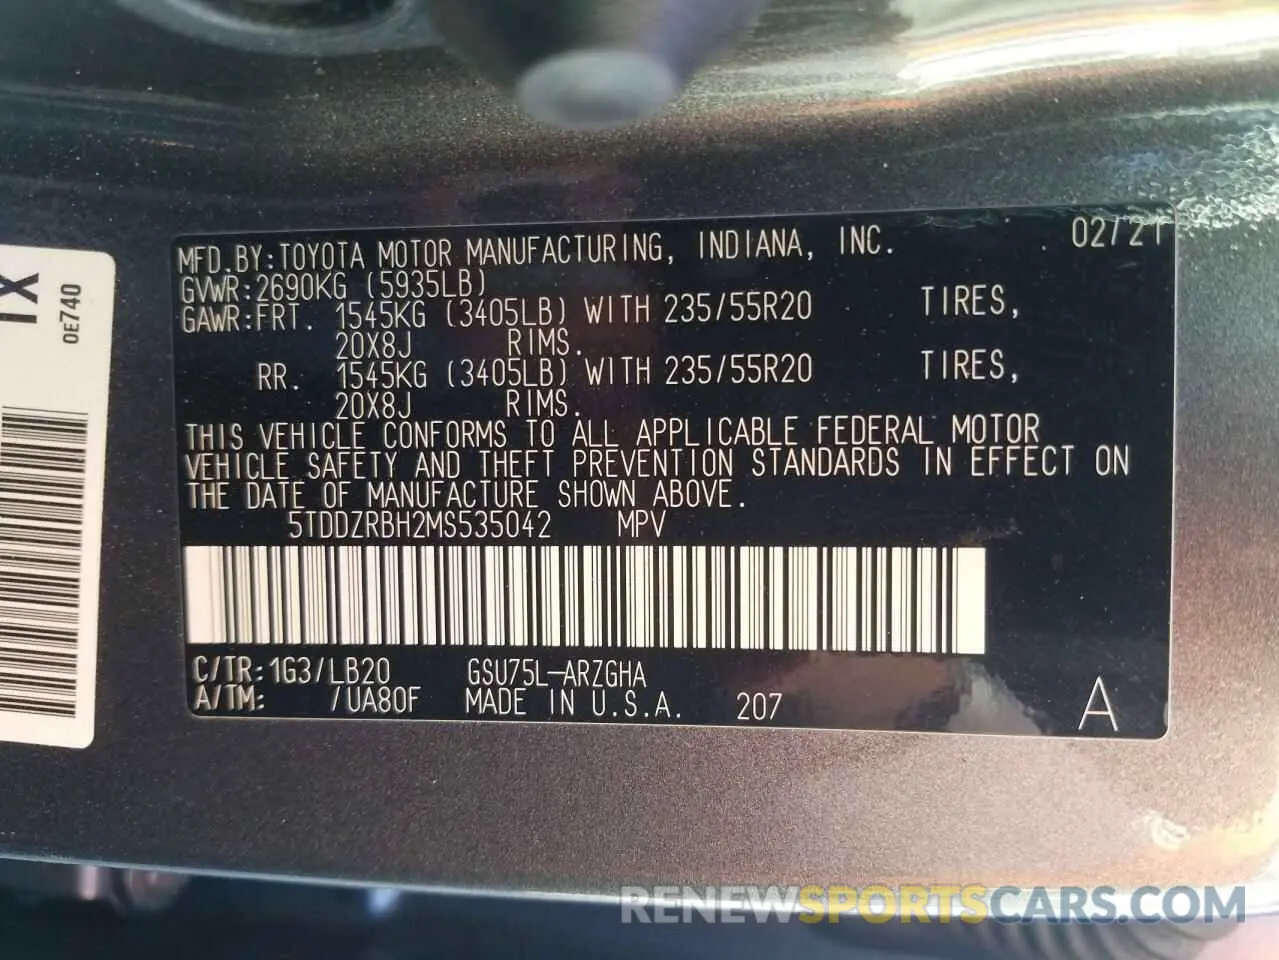 MFD.BY:TOYOTA MOTOR MANUFACTURING, INDIANA, INC. 02/21
GVWR:2690KG (5935LB)
GAWR:FRT. 1545KG (3405LB) WITH 235/55R20 TIRES,
20X8J RIMS.
RR. 1545KG (3405LB) WITH 235/55R20 TIRES,
20X8J RIMS.
THIS VEHICLE CONFORMS TO ALL APPLICABLE FEDERAL MOTOR
VEHICLE SAFETY AND THEFT PREVENTION STANDARDS IN EFFECT ON
THE DATE OF MANUFACTURE SHOWN ABOVE.
5TDDZRBH2MS535042 MPV
C/TR:1G3/LB20 GSU75L-ARZGHA
A/TM: /UA80F MADE IN U.S.A. 207 A
0E740
RENEWSPORTSCARS.COM